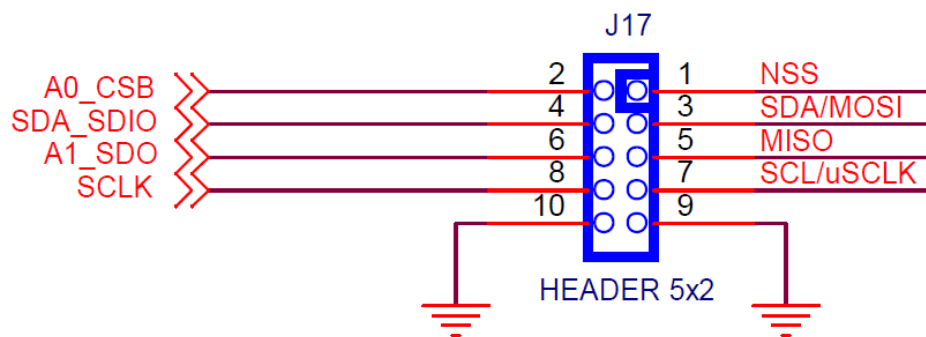 J17
A0_CSB 2 1 NSS
SDA_SDIO 4 3 SDA/MOSI
A1_SDO 6 5 MISO
SCLK 8 7 SCL/uSCLK
10 9
HEADER 5x2